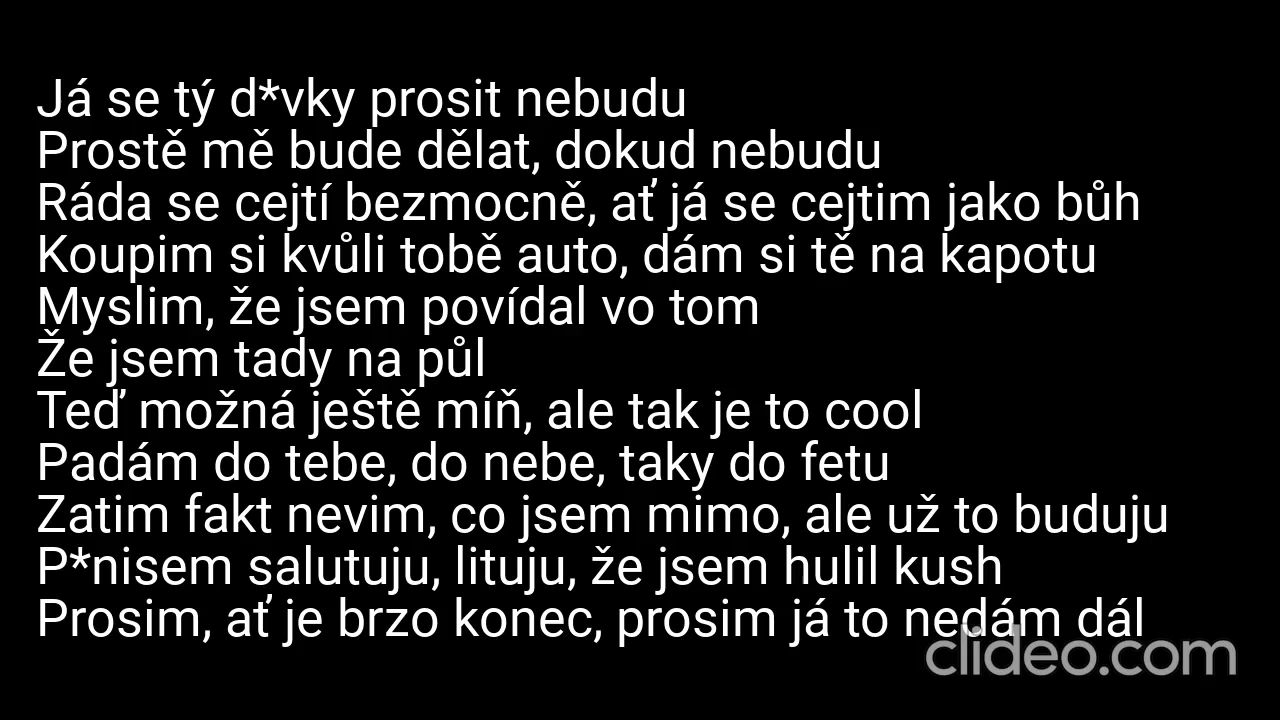 Já se tý d*vky prosit nebudu
Prostě mě bude dělat, dokud nebudu
Ráda se cejtí bezmocně, ať já se cejtim jako bůh
Koupim si kvůli tobě auto, dám si tě na kapotu
Myslim, že jsem povídal vo tom
Že jsem tady na půl
Teď možná ještě míň, ale tak je to cool
Padám do tebe, do nebe, taky do fetu
Zatim fakt nevim, co jsem mimo, ale už to buduju
P*nisem salutuju, lituju, že jsem hulil kush
Prosim, ať je brzo konec, prosim já to nedám dál
clideo.com